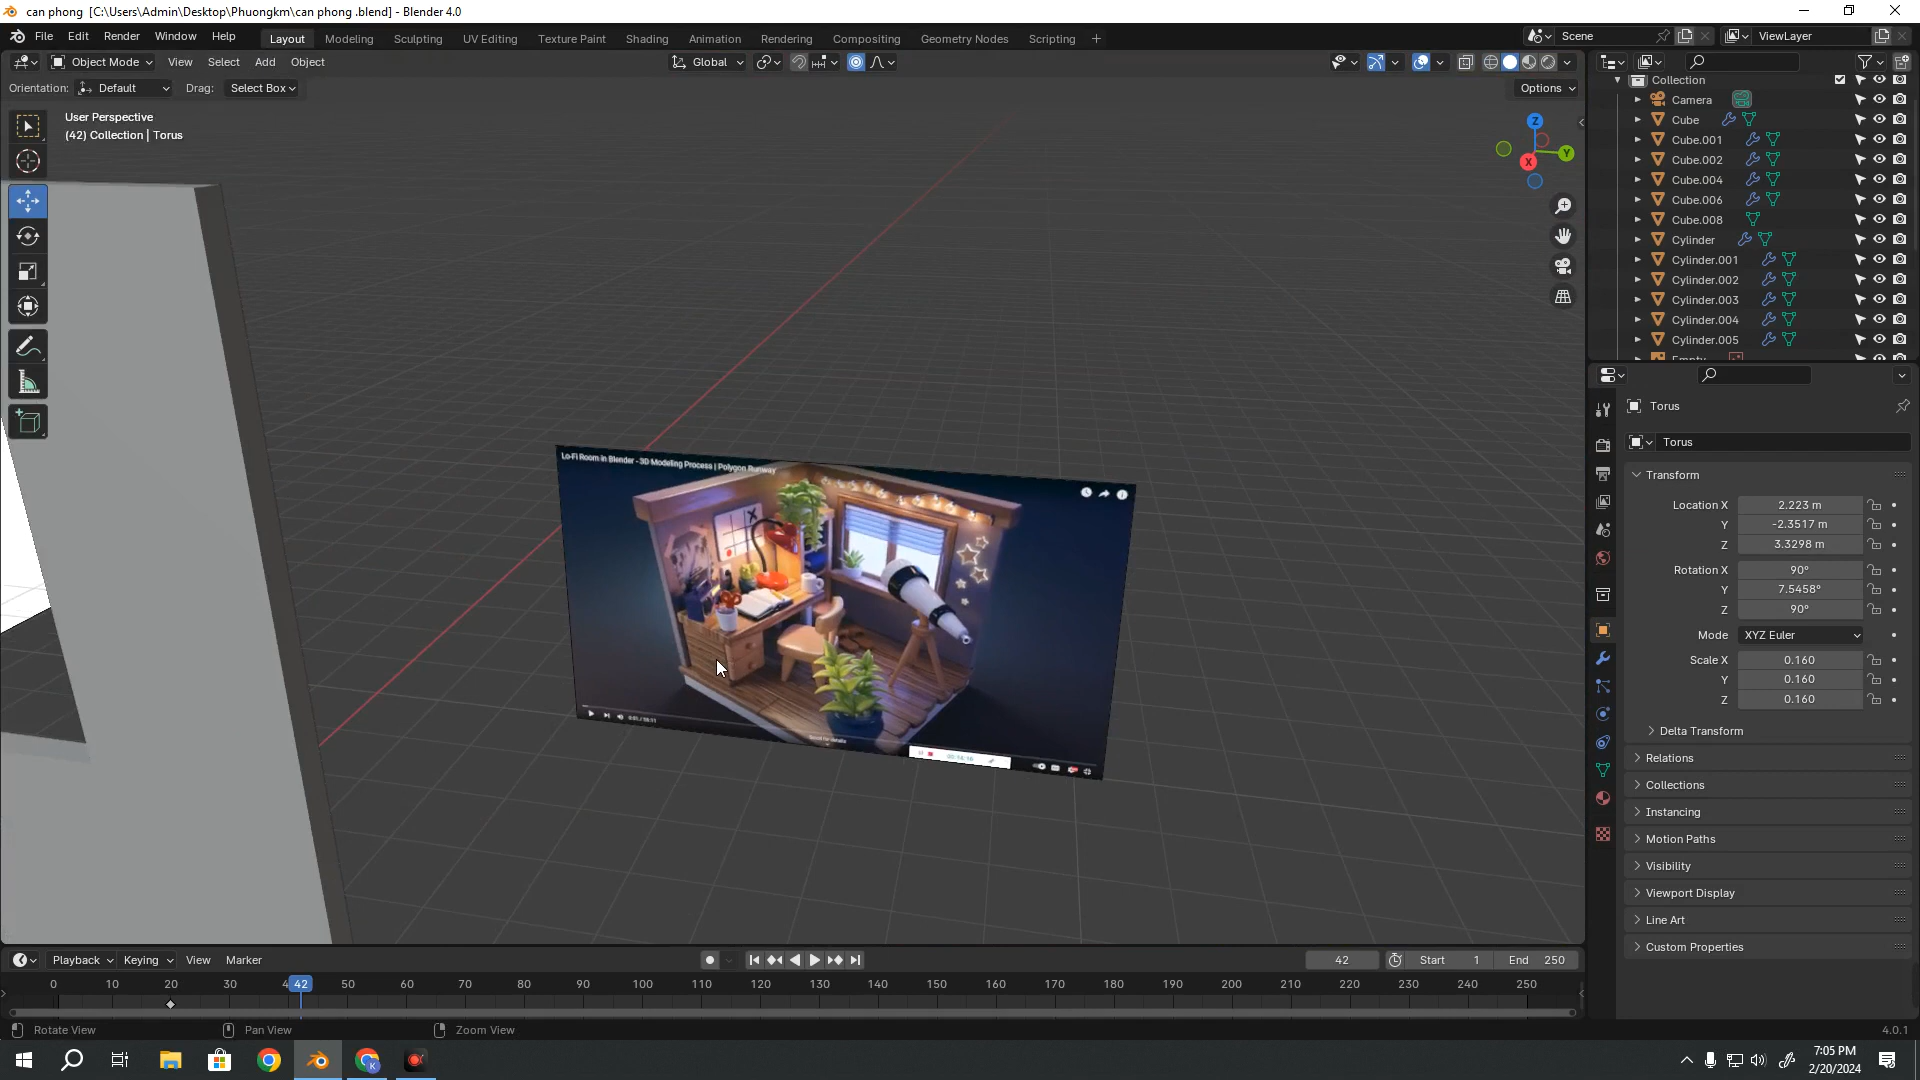 can phong  [C:\Users\Admin\Desktop\Phuongkm\can phong .blend] - Blender 4.0
File Edit Render Window Help
Layout Modeling Sculpting UV Editing Texture Paint Shading Animation Rendering Compositing Geometry Nodes Scripting +
Scene ViewLayer
Object Mode View Select Add Object Global
Orientation: Default Drag: Select Box Options
User Perspective
(42) Collection | Torus
Z
Y
X
Collection
Camera
Cube
Cube.001
Cube.002
Cube.004
Cube.006
Cube.008
Cylinder
Cylinder.001
Cylinder.002
Cylinder.003
Cylinder.004
Cylinder.005
Empty
Lo-Fi Room in Blender - 3D Modeling Process | Polygon Runway
Torus
Torus
Transform
Location X 2.223 m
Y -2.3517 m
Z 3.3298 m
Rotation X 90°
Y 7.5458°
Z 90°
Mode XYZ Euler
Scale X 0.160
Y 0.160
Z 0.160
Delta Transform
Relations
Collections
Instancing
Motion Paths
Visibility
Viewport Display
Line Art
Custom Properties
Playback Keying View Marker 42 Start 1 End 250
0 10 20 30 4 42 50 60 70 80 90 100 110 120 130 140 150 160 170 180 190 200 210 220 230 240 250
Rotate View Pan View Zoom View 4.0.1
K
7:05 PM
2/20/2024